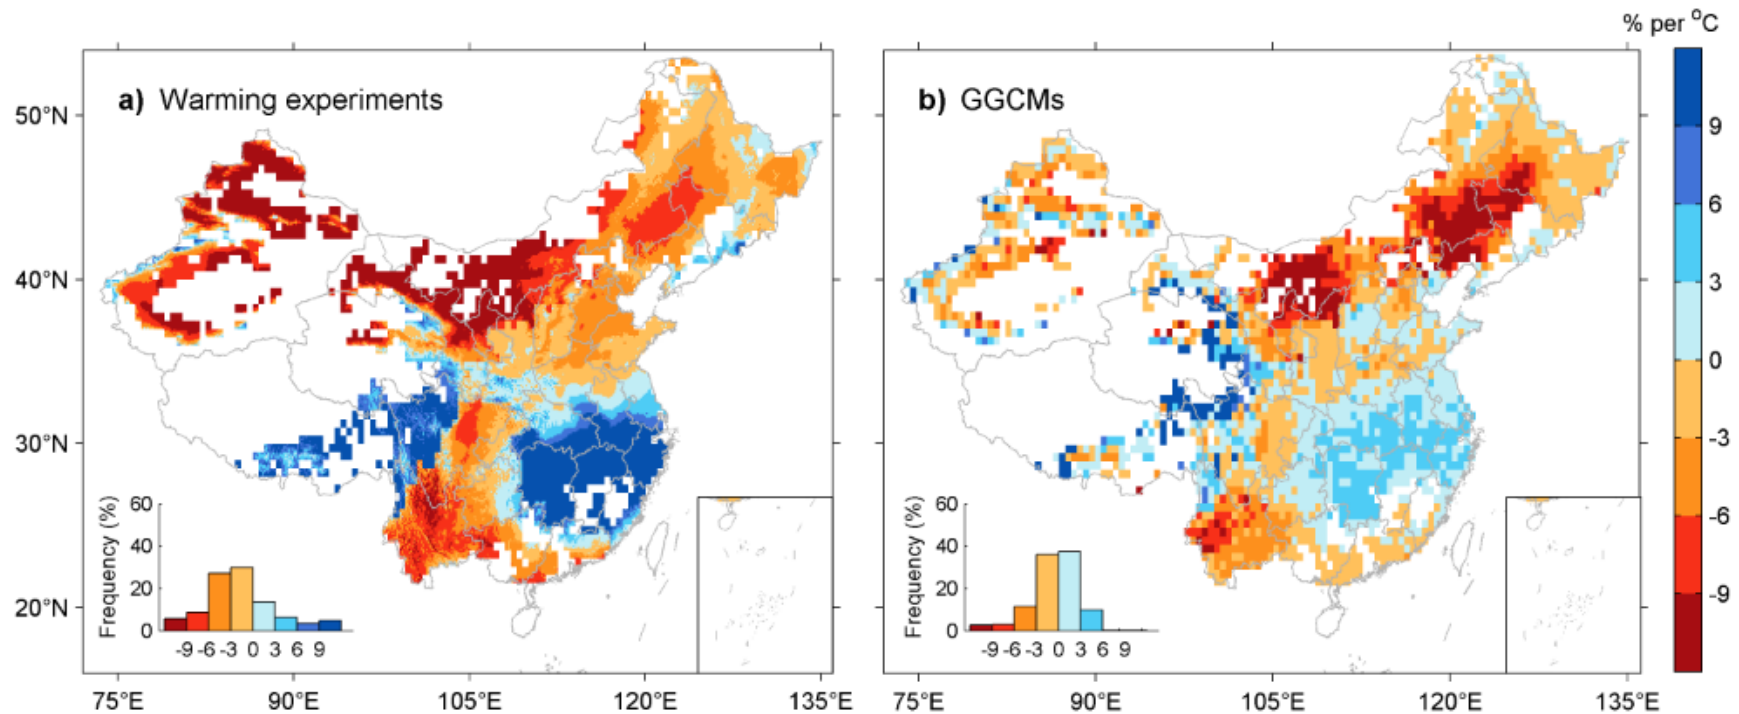 % per °C
a) Warming experiments
b) GGCMs
50°N
40°N
30°N
20°N
9
6
3
0
-3
-6
-9
Frequency (%)
60
40
20
0
-9 -6 -3 0 3 6 9
Frequency (%)
60
40
20
0
-9 -6 -3 0 3 6 9
75°E 90°E 105°E 120°E 135°E
75°E 90°E 105°E 120°E 135°E